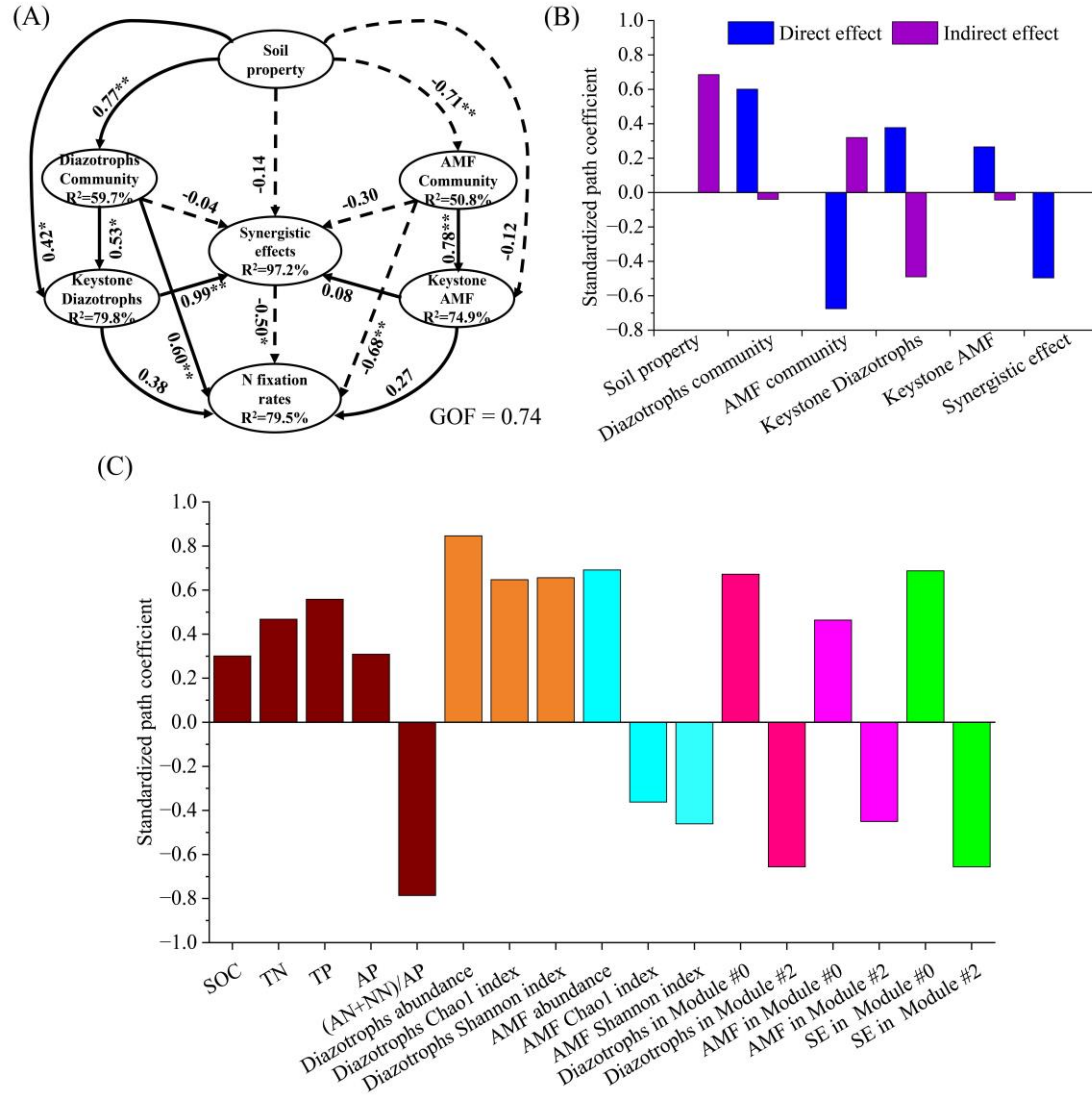 (A)
Soil
property
0.77**
-0.71**
-0.14
Diazotrophs
Community
R²=59.7%
AMF
Community
R²=50.8%
-0.04
-0.30
0.42*
0.53*
0.78**
-0.12
Synergistic
effects
R²=97.2%
Keystone
Diazotrophs
R²=79.8%
Keystone
AMF
R²=74.9%
0.99**
0.08
0.60**
-0.50*
-0.68**
0.38
0.27
N fixation
rates
R²=79.5%
GOF = 0.74
(B)
Direct effect
Indirect effect
Standardized path coefficient
1.0
0.8
0.6
0.4
0.2
0.0
−0.2
−0.4
−0.6
−0.8
Soil property
Diazotrophs community
AMF community
Keystone Diazotrophs
Keystone AMF
Synergistic effect
(C)
Standardized path coefficient
1.0
0.8
0.6
0.4
0.2
0.0
−0.2
−0.4
−0.6
−0.8
−1.0
SOC
TN
TP
AP
(AN+NN)/AP
Diazotrophs abundance
Diazotrophs Chao1 index
Diazotrophs Shannon index
AMF abundance
AMF Chao1 index
AMF Shannon index
Diazotrophs in Module #0
Diazotrophs in Module #2
AMF in Module #0
AMF in Module #2
SE in Module #0
SE in Module #2